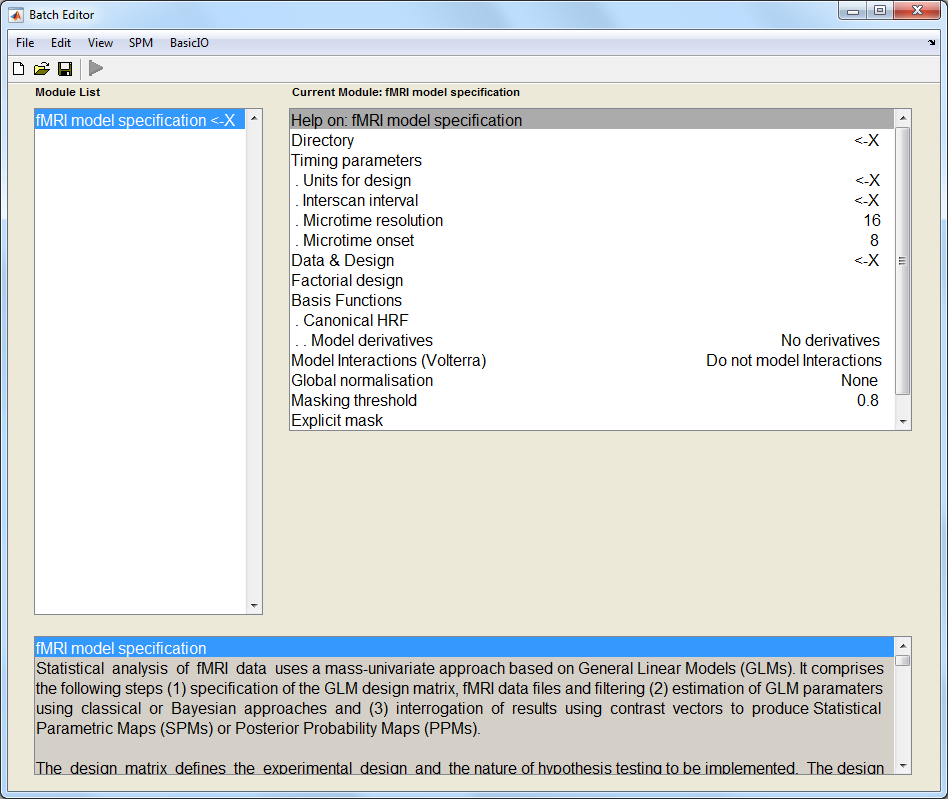 Batch Editor
File Edit View SPM BasicIO
Module List
fMRI model specification <-X
Current Module: fMRI model specification
Help on: fMRI model specification
Directory <-X
Timing parameters
. Units for design <-X
. Interscan interval <-X
. Microtime resolution 16
. Microtime onset 8
Data & Design <-X
Factorial design
Basis Functions
. Canonical HRF
. . Model derivatives No derivatives
Model Interactions (Volterra) Do not model Interactions
Global normalisation None
Masking threshold 0.8
Explicit mask
fMRI model specification
Statistical analysis of fMRI data uses a mass-univariate approach based on General Linear Models (GLMs). It comprises
the following steps (1) specification of the GLM design matrix, fMRI data files and filtering (2) estimation of GLM paramaters
using classical or Bayesian approaches and (3) interrogation of results using contrast vectors to produce Statistical
Parametric Maps (SPMs) or Posterior Probability Maps (PPMs).
The design matrix defines the experimental design and the nature of hypothesis testing to be implemented. The design